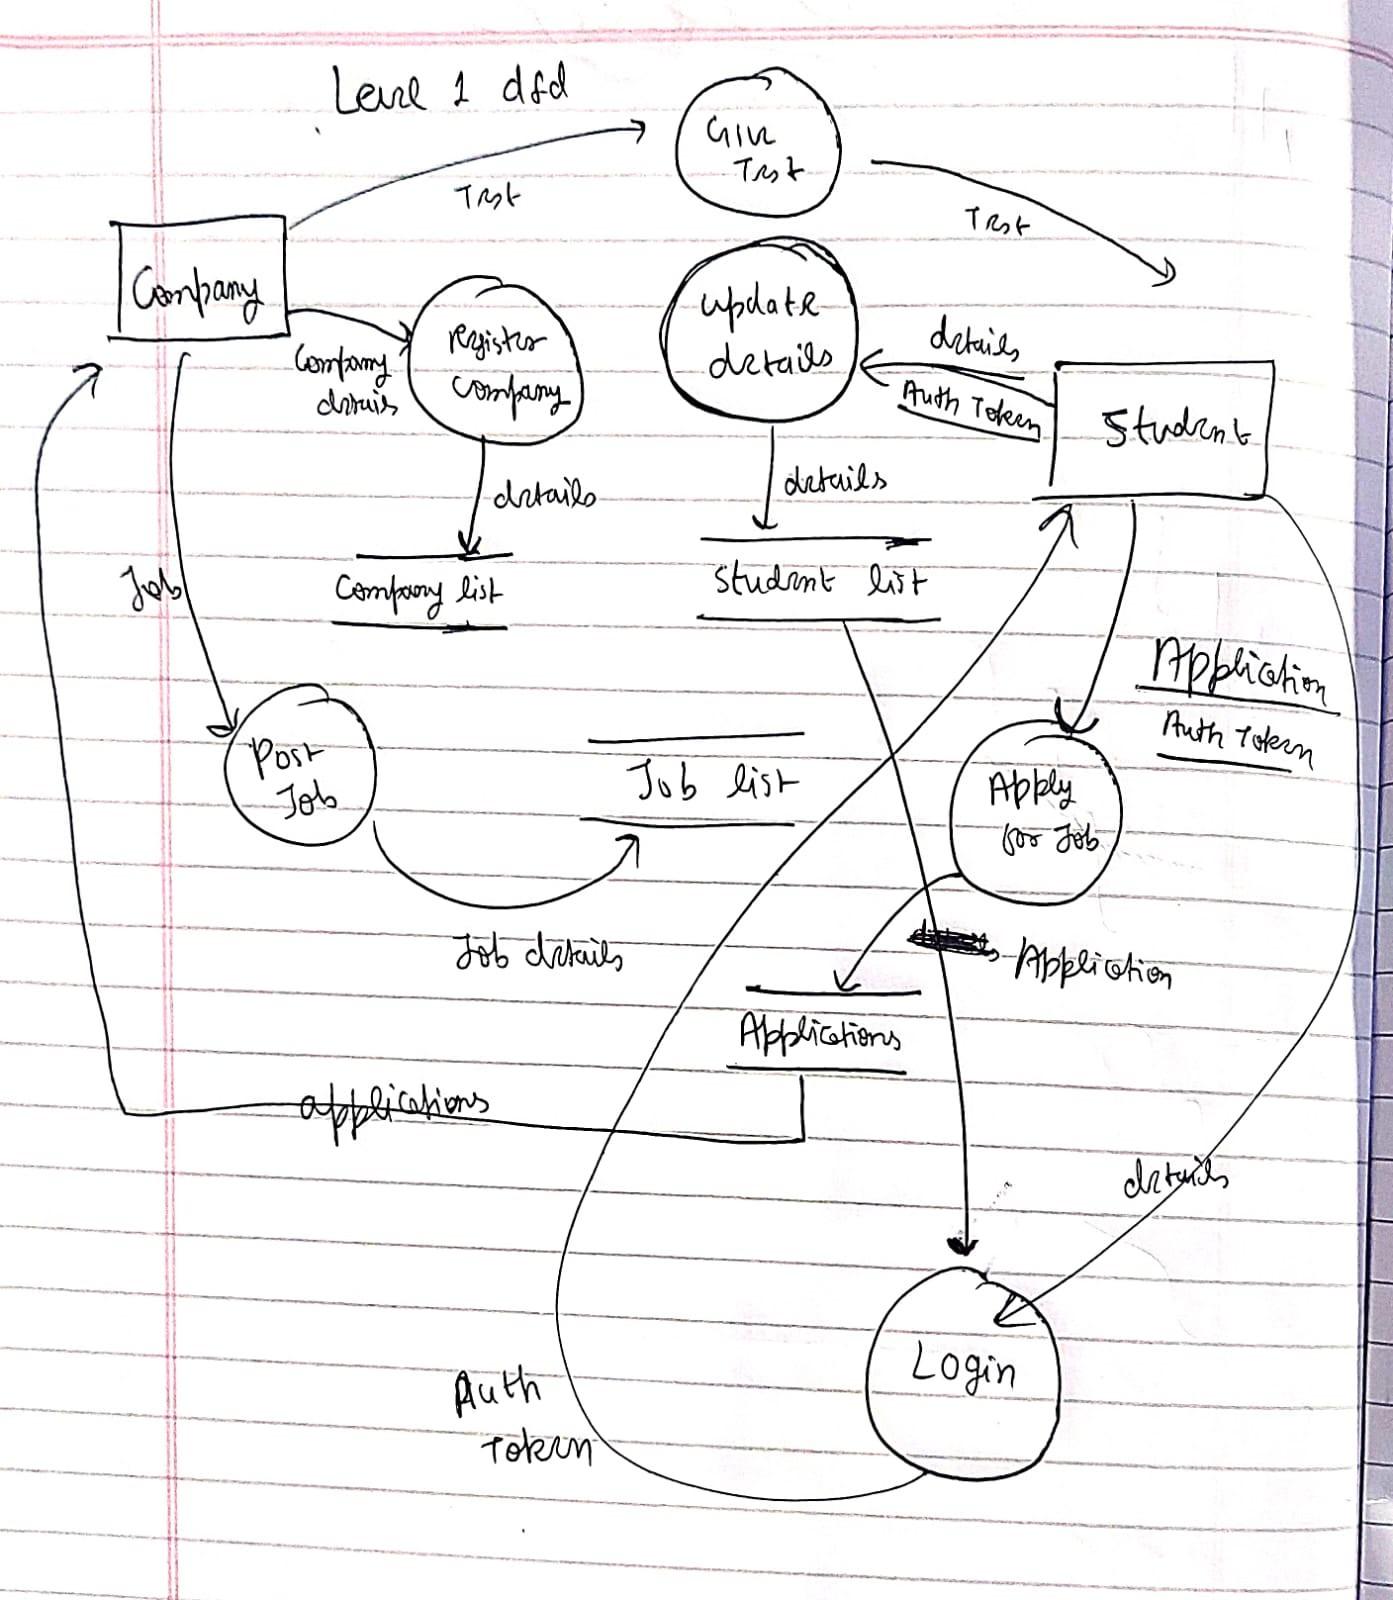 Level 1 dfd
Give
Test
Test
Test
Company
Company
details
register
company
update
details
details
Auth Token
Student
details
details
Company list
Student list
Job
Application
Auth Token
Post
Job
Job list
Apply
for Job
Job details
Application
Applications
applications
details
Login
Auth
Token